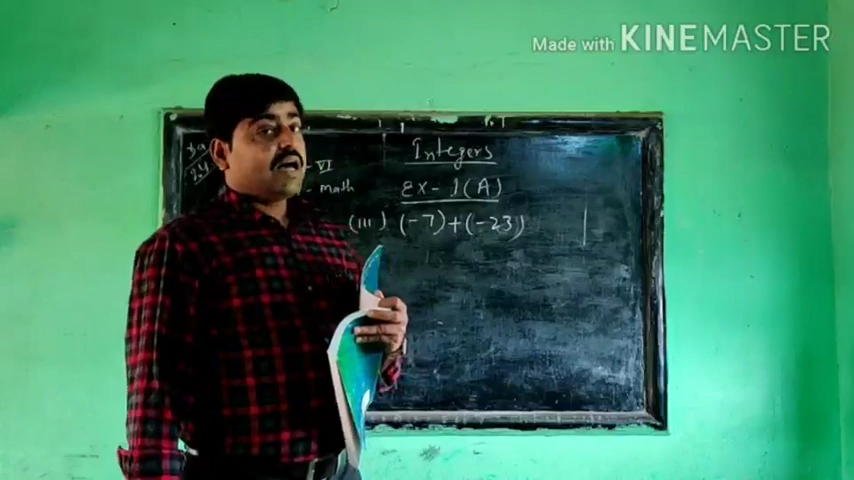 Made with KINEMASTER
Integers
- VI
- math
Ex- 1(A)
(iii) (-7)+(-23)